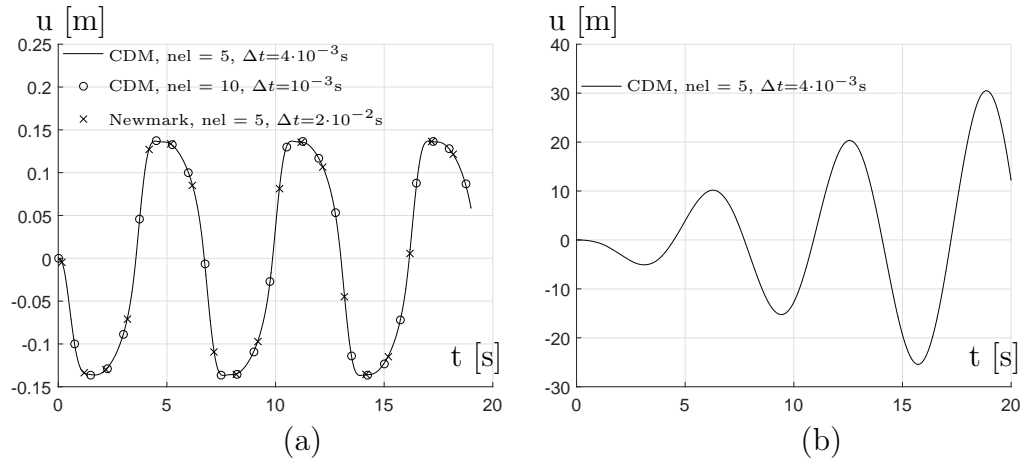 u [m]
0.25
0.2
0.15
0.1
0.05
0
-0.05
-0.1
-0.15
CDM, nel = 5, Δt=4·10⁻³s
CDM, nel = 10, Δt=10⁻³s
Newmark, nel = 5, Δt=2·10⁻²s
t [s]
0 5 10 15 20
(a)
u [m]
40
30
20
10
0
-10
-20
-30
CDM, nel = 5, Δt=4·10⁻³s
t [s]
0 5 10 15 20
(b)